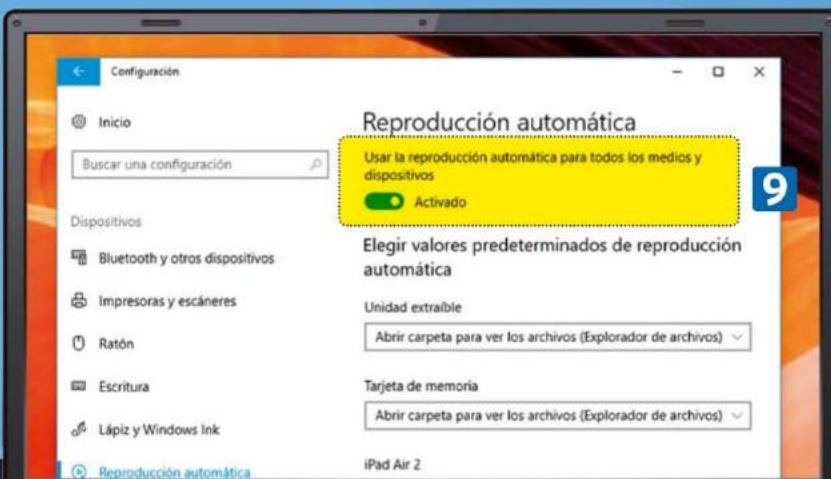 Configuración
Inicio
Buscar una configuración
Dispositivos
Bluetooth y otros dispositivos
Impresoras y escáneres
Ratón
Escritura
Lápiz y Windows Ink
Reproducción automática
Reproducción automática
Usar la reproducción automática para todos los medios y
dispositivos
Activado
9
Elegir valores predeterminados de reproducción
automática
Unidad extraíble
Abrir carpeta para ver los archivos (Explorador de archivos)
Tarjeta de memoria
Abrir carpeta para ver los archivos (Explorador de archivos)
iPad Air 2